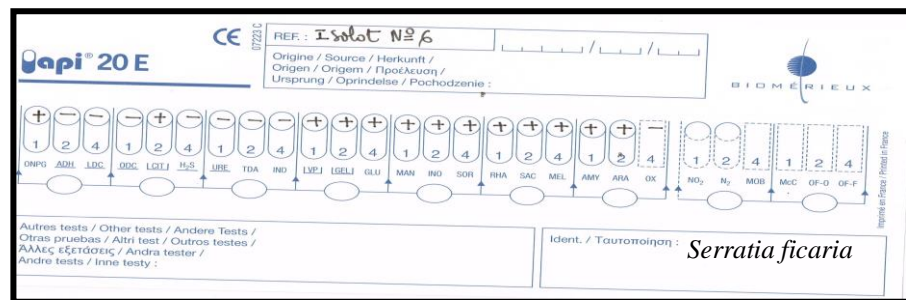 api® 20 E
CE
07223 C
REF. : Isolat Nº 6
Origine / Source / Herkunft /
Origen / Origem / Προέλευση /
Ursprung / Oprindelse / Pochodzenie :
BIOMÉRIEUX
+ − − − + − − − − + + + + + + + + + + + −
1 2 4 1 2 4 1 2 4 1 2 4 1 2 4 1 2 4 1 2 4 1 2 4 1 2 4
ONPG ADH LDC ODC |CIT| H₂S URE TDA IND |VP| |GEL| GLU MAN INO SOR RHA SAC MEL AMY ARA OX NO₂ N₂ MOB McC OF-O OF-F
Imprimé en France / Printed in France
Autres tests / Other tests / Andere Tests /
Otras pruebas / Altri test / Outros testes /
Άλλες εξετάσεις / Andra tester /
Andre tests / Inne testy :
Ident. / Ταυτοποίηση :
Serratia ficaria